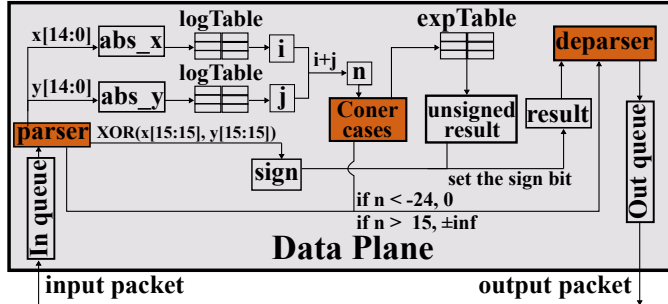 logTable
expTable
x[14:0]
abs_x
i
deparser
logTable
i+j
n
y[14:0]
abs_y
j
Coner
cases
unsigned
result
result
parser
XOR(x[15:15], y[15:15])
sign
set the sign bit
In queue
Out queue
if n < -24, 0
if n > 15, ±inf
Data Plane
input packet
output packet